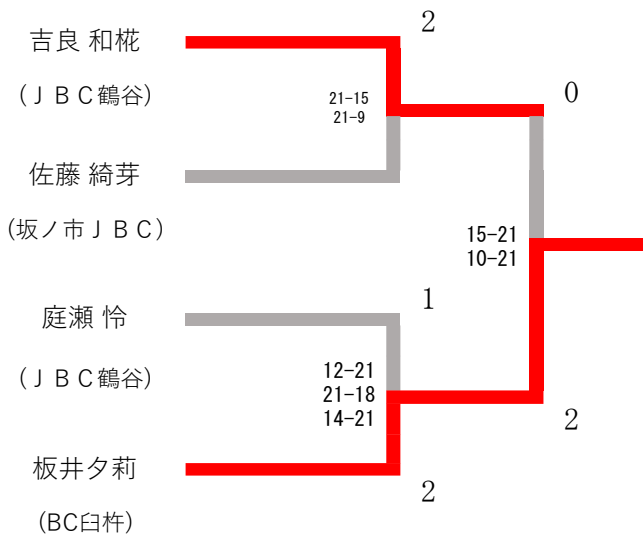 吉良 和椛
2
(ＪＢＣ鶴谷)
21-15
21-9
0
佐藤 綺芽
(坂ノ市ＪＢＣ)
15-21
10-21
庭瀬 怜
1
(ＪＢＣ鶴谷)
12-21
21-18
14-21
2
板井夕莉
2
(BC臼杵)